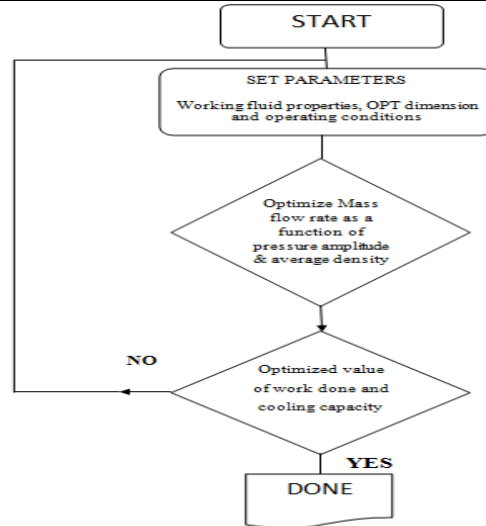 START
SET PARAMETERS
Working fluid properties, OPT dimension
and operating conditions
Optimize Mass
flow rate as a
function of
pressure amplitude
& average density
Optimized value
of work done and
cooling capacity
NO
YES
DONE